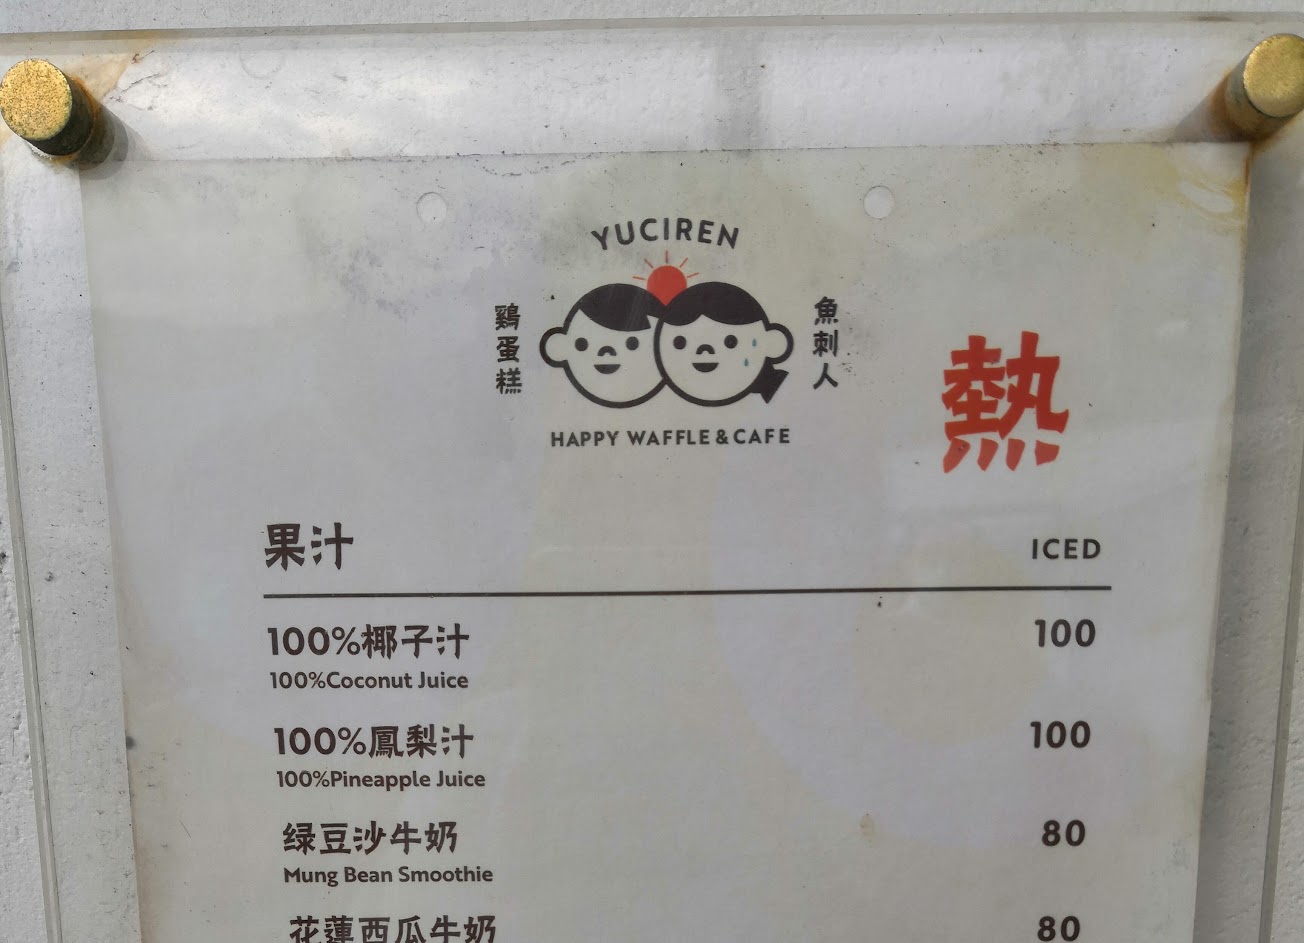 YUCIREN
鷄蛋糕
魚刺人
HAPPY WAFFLE & CAFE
熱
果汁 ICED
100%椰子汁 100
100%Coconut Juice
100%鳳梨汁 100
100%Pineapple Juice
绿豆沙牛奶 80
Mung Bean Smoothie
花蓮西瓜牛奶 80